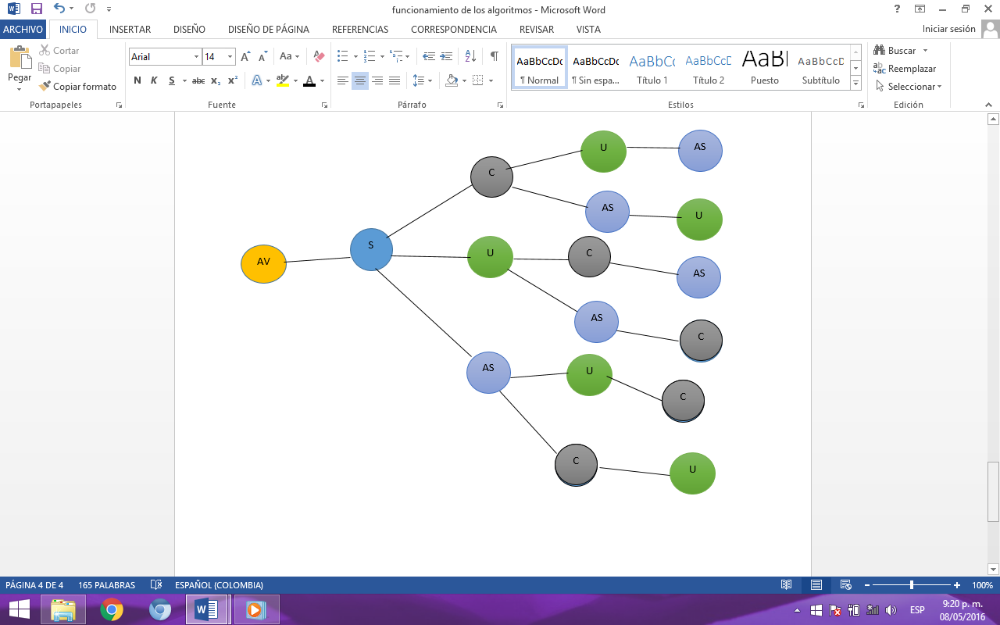 funcionamiento de los algoritmos - Microsoft Word
ARCHIVO INICIO INSERTAR DISEÑO DISEÑO DE PÁGINA REFERENCIAS CORRESPONDENCIA REVISAR VISTA Iniciar sesión
Pegar
Cortar
Copiar
Copiar formato
Portapapeles
Arial 14
N K S abc x₂ x²
Fuente
Párrafo
AaBbCcDc AaBbCcDc AaBbCc AaBbCcD AaB AaBbCcD
¶ Normal ¶ Sin espa... Título 1 Título 2 Puesto Subtítulo
Estilos
Buscar
Reemplazar
Seleccionar
Edición
U AS
C
AS U
AV S U C AS
AS C
AS U C
C U
PÁGINA 4 DE 4 165 PALABRAS ESPAÑOL (COLOMBIA) 100%
ESP
9:20 p. m.
08/05/2016